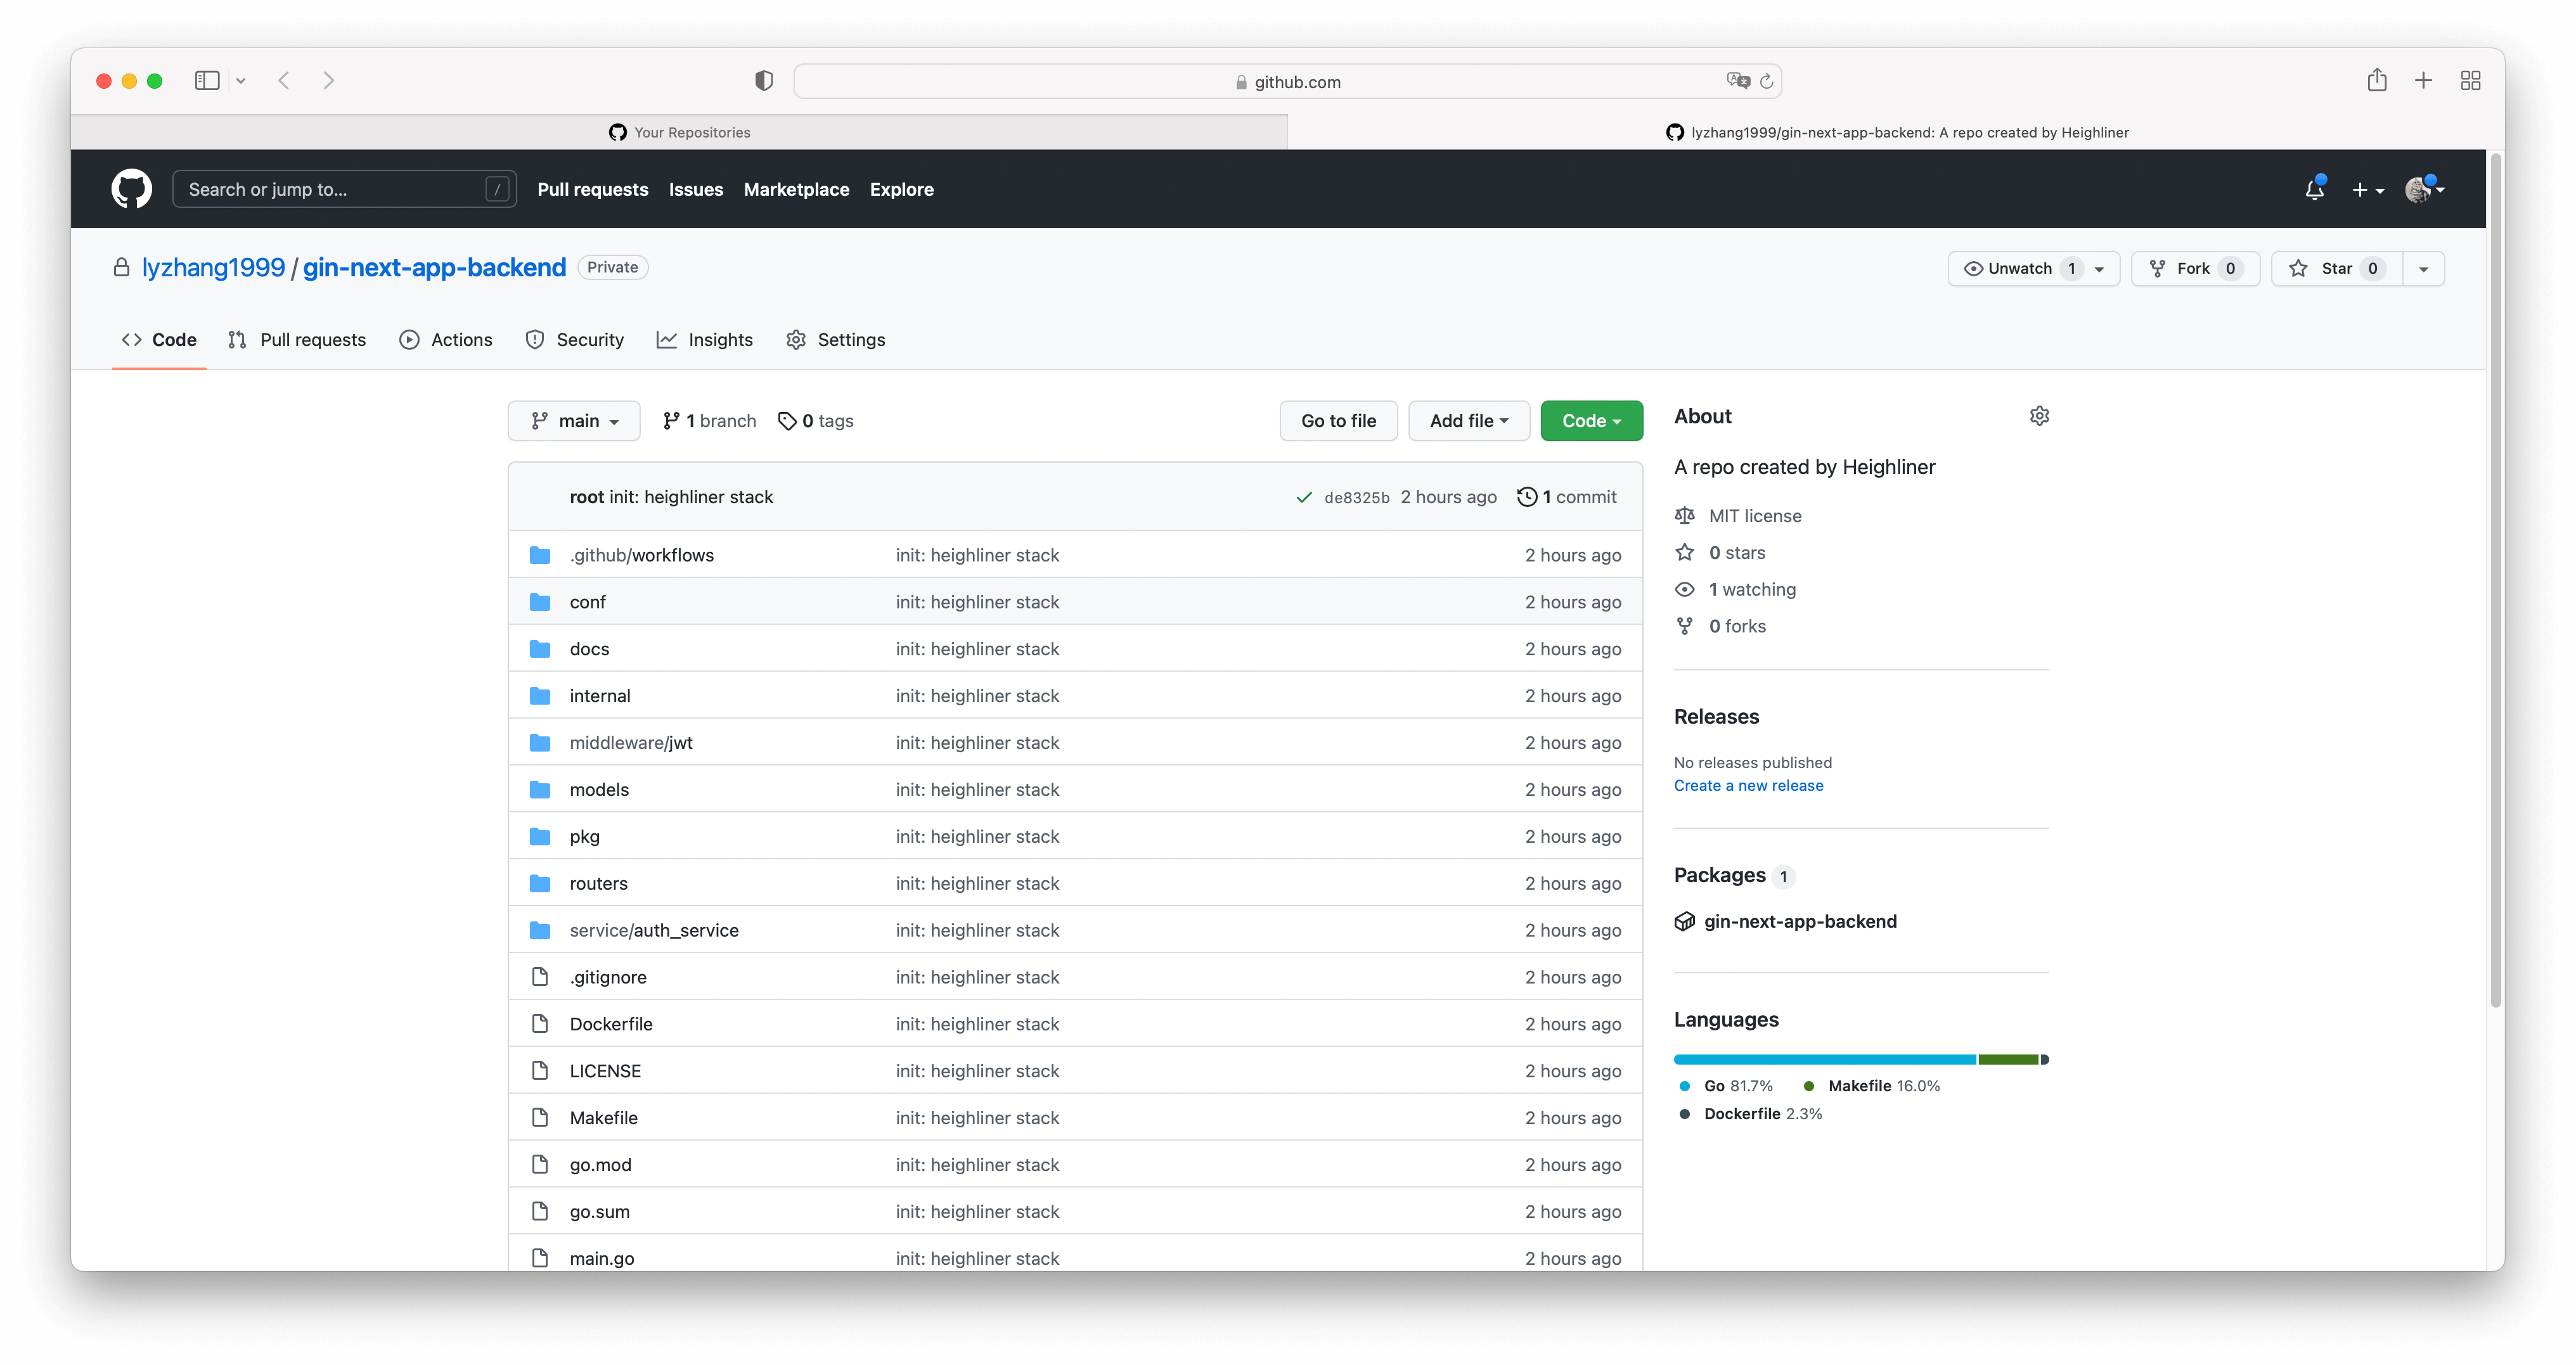 github.com
Your Repositories
lyzhang1999/gin-next-app-backend: A repo created by Heighliner
Search or jump to... / Pull requests Issues Marketplace Explore
lyzhang1999 / gin-next-app-backend Private Unwatch 1 Fork 0 Star 0
Code Pull requests Actions Security Insights Settings
main 1 branch 0 tags Go to file Add file Code
root init: heighliner stack de8325b 2 hours ago 1 commit
.github/workflows init: heighliner stack 2 hours ago
conf init: heighliner stack 2 hours ago
docs init: heighliner stack 2 hours ago
internal init: heighliner stack 2 hours ago
middleware/jwt init: heighliner stack 2 hours ago
models init: heighliner stack 2 hours ago
pkg init: heighliner stack 2 hours ago
routers init: heighliner stack 2 hours ago
service/auth_service init: heighliner stack 2 hours ago
.gitignore init: heighliner stack 2 hours ago
Dockerfile init: heighliner stack 2 hours ago
LICENSE init: heighliner stack 2 hours ago
Makefile init: heighliner stack 2 hours ago
go.mod init: heighliner stack 2 hours ago
go.sum init: heighliner stack 2 hours ago
main.go init: heighliner stack 2 hours ago
About
A repo created by Heighliner
MIT license
0 stars
1 watching
0 forks
Releases
No releases published
Create a new release
Packages 1
gin-next-app-backend
Languages
Go 81.7% Makefile 16.0%
Dockerfile 2.3%